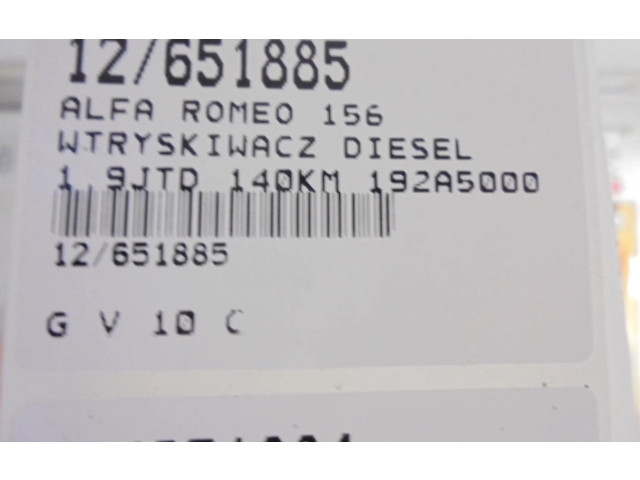 12/651885
ALFA ROMEO 156
WTRYSKIWACZ DIESEL
1.9JTD 140KM 192A5000
12/651885
G V 10 C